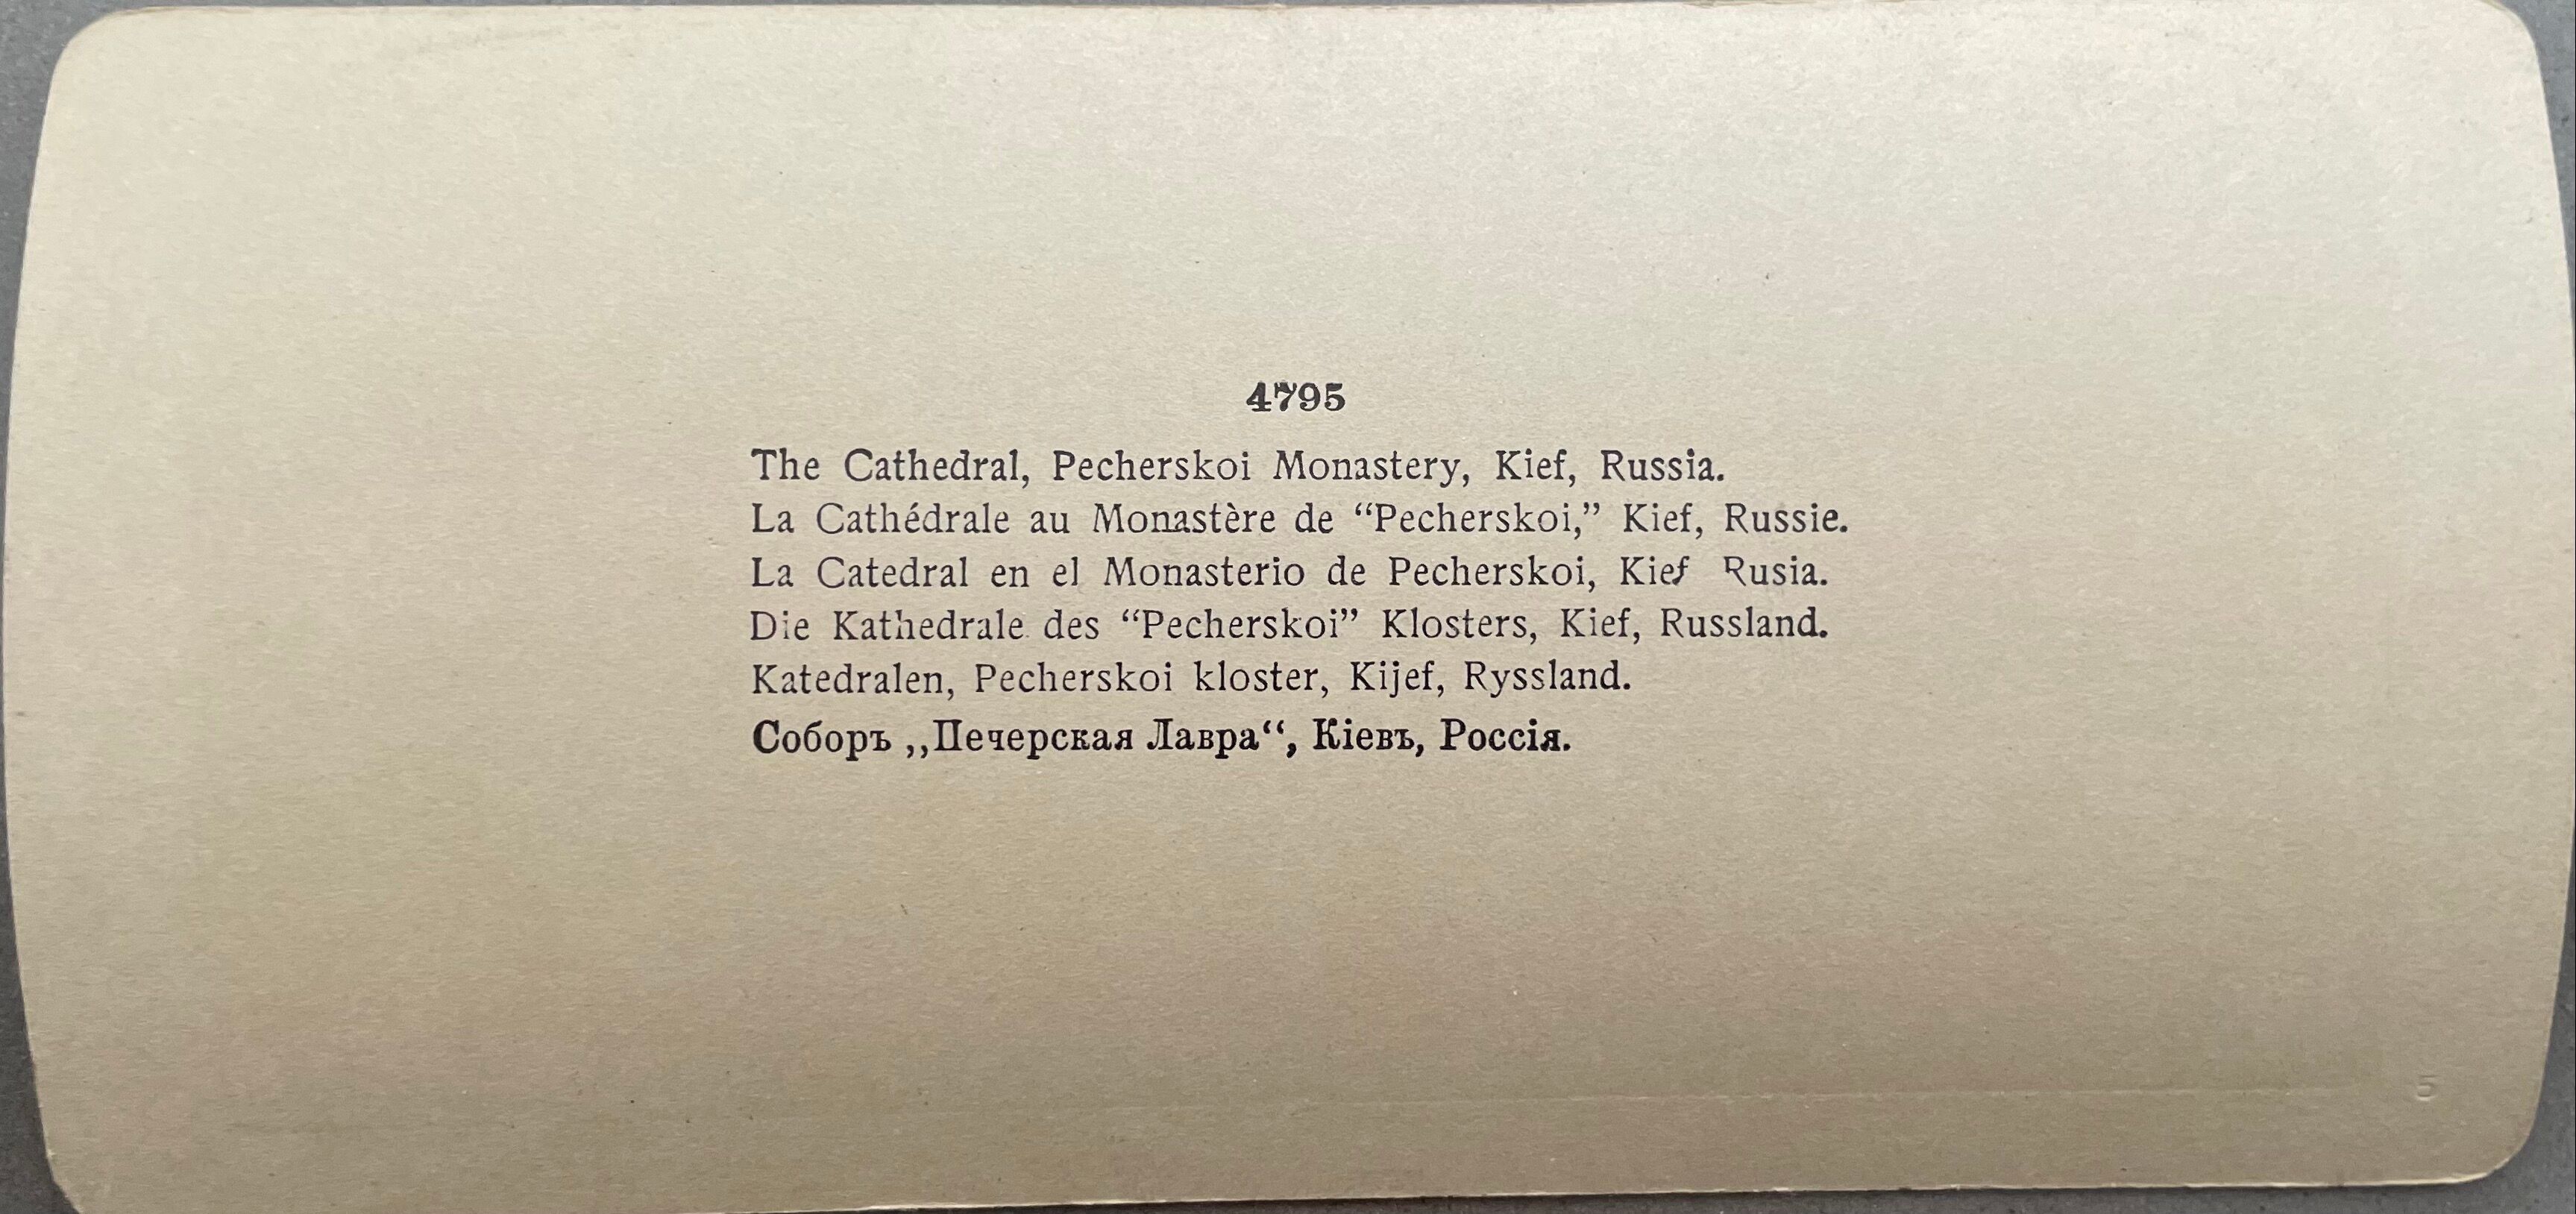 4795
The Cathedral, Pecherskoi Monastery, Kief, Russia.
La Cathédrale au Monastère de “Pecherskoi,” Kief, Russie.
La Catedral en el Monasterio de Pecherskoi, Kief Rusia.
Die Kathedrale des “Pecherskoi” Klosters, Kief, Russland.
Katedralen, Pecherskoi kloster, Kijef, Ryssland.
Соборъ ,,Печерская Лавра“, Кіевъ, Россія.
5